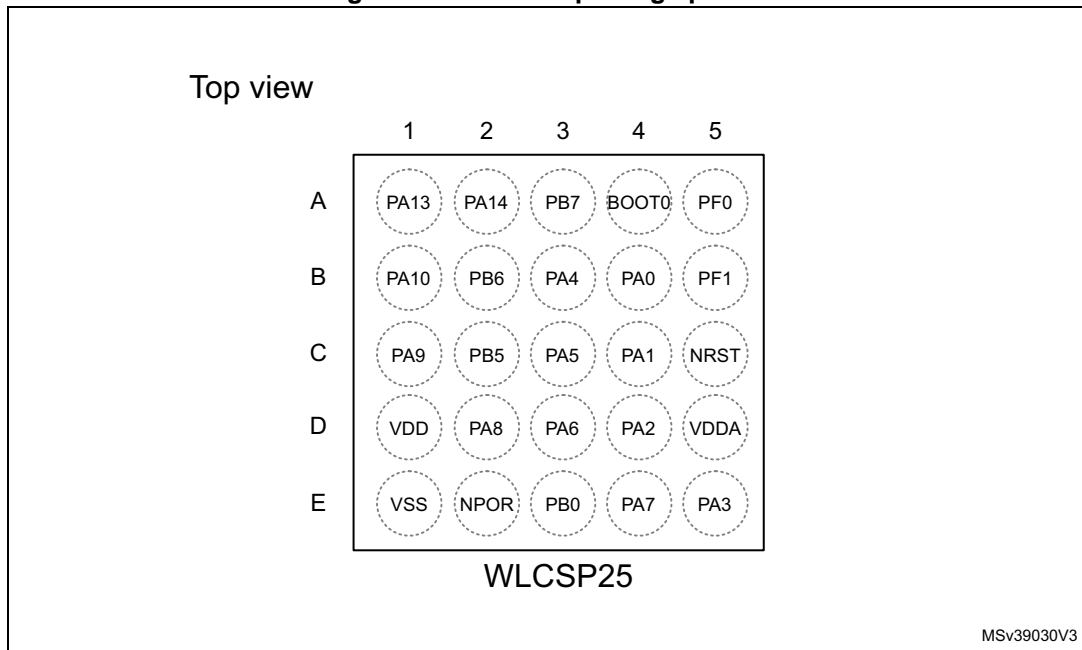 Top view
1 2 3 4 5
A PA13 PA14 PB7 BOOT0 PF0
B PA10 PB6 PA4 PA0 PF1
C PA9 PB5 PA5 PA1 NRST
D VDD PA8 PA6 PA2 VDDA
E VSS NPOR PB0 PA7 PA3
WLCSP25
MSv39030V3